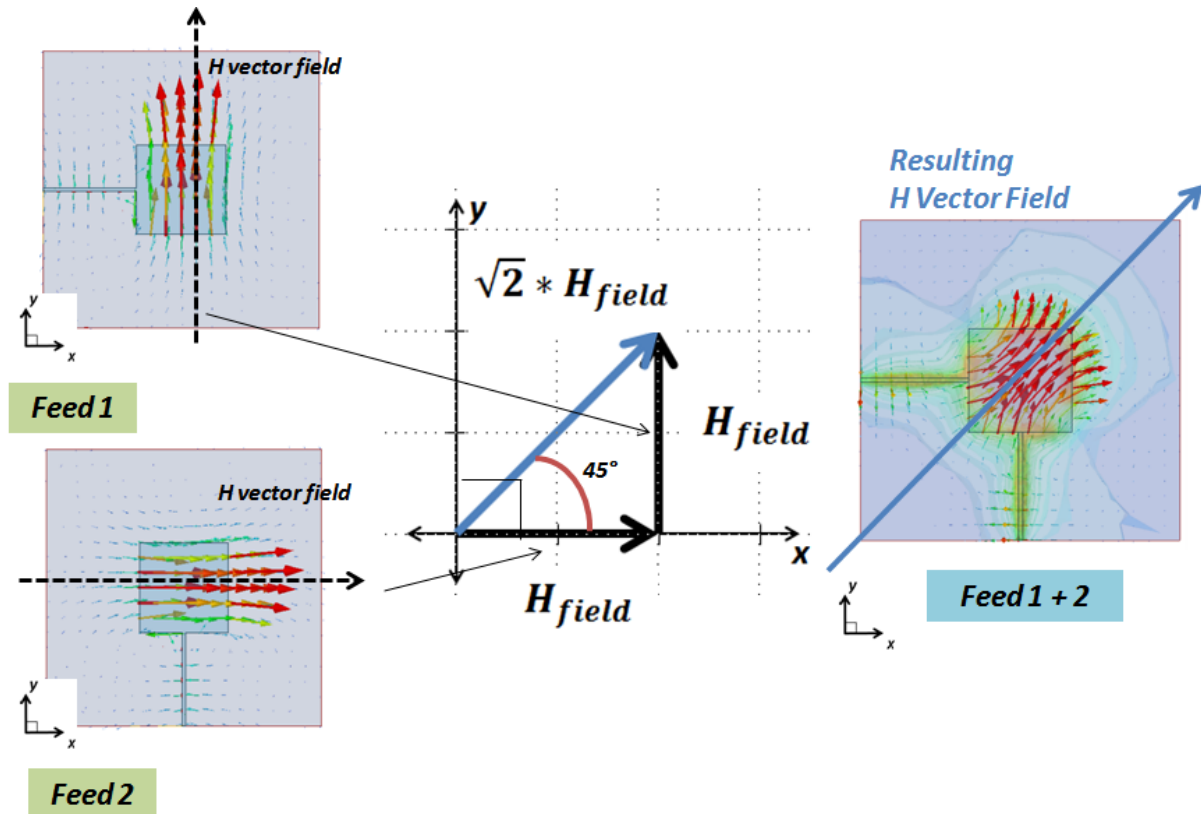 H vector field
y
x
Feed 1
H vector field
y
x
Feed 2
y
√2 * H_field
H_field
45°
x
H_field
Resulting
H Vector Field
y
x
Feed 1 + 2